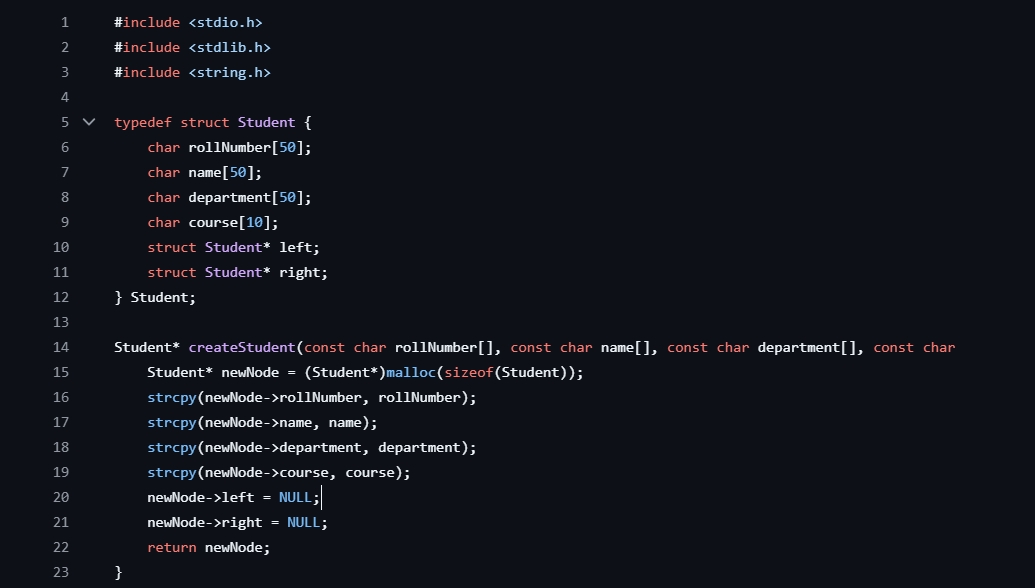 1 #include <stdio.h>
2 #include <stdlib.h>
3 #include <string.h>
4
5 typedef struct Student {
6     char rollNumber[50];
7     char name[50];
8     char department[50];
9     char course[10];
10     struct Student* left;
11     struct Student* right;
12 } Student;
13
14 Student* createStudent(const char rollNumber[], const char name[], const char department[], const char
15     Student* newNode = (Student*)malloc(sizeof(Student));
16     strcpy(newNode->rollNumber, rollNumber);
17     strcpy(newNode->name, name);
18     strcpy(newNode->department, department);
19     strcpy(newNode->course, course);
20     newNode->left = NULL;
21     newNode->right = NULL;
22     return newNode;
23 }